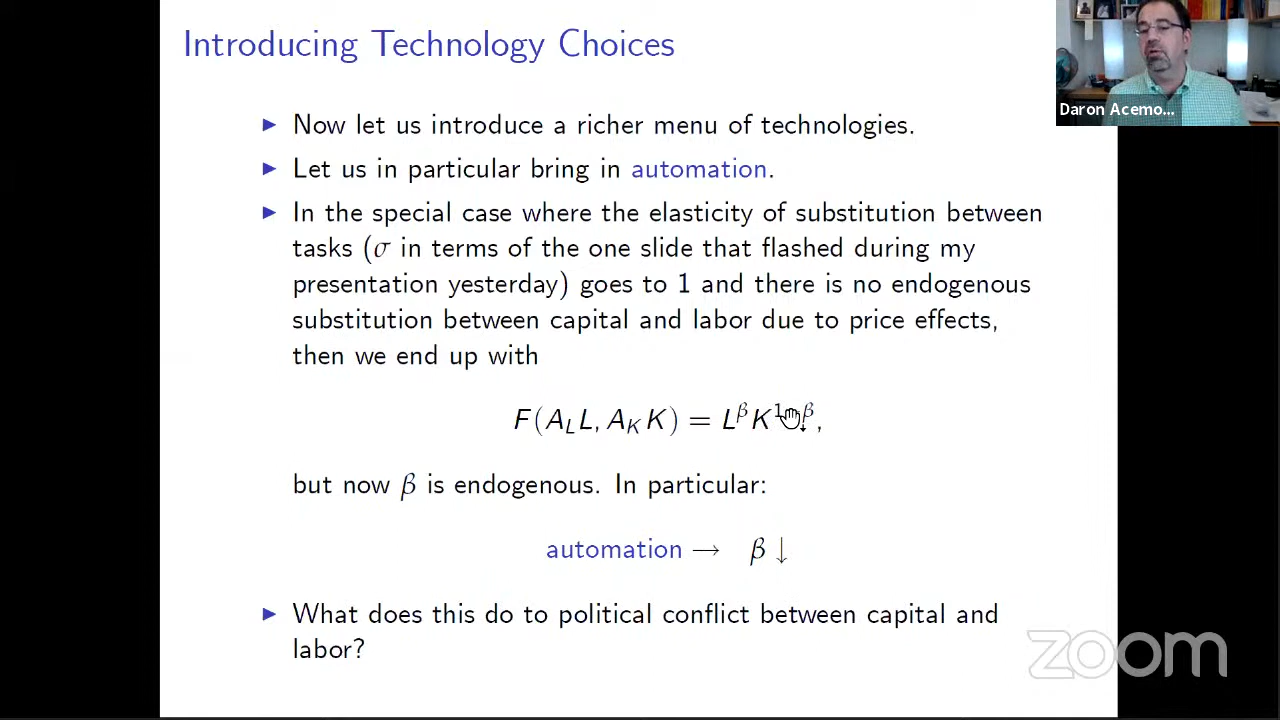 Introducing Technology Choices
Daron Acemo...
▶ Now let us introduce a richer menu of technologies.
▶ Let us in particular bring in automation.
▶ In the special case where the elasticity of substitution between
tasks (σ in terms of the one slide that flashed during my
presentation yesterday) goes to 1 and there is no endogenous
substitution between capital and labor due to price effects,
then we end up with
F(A_L L, A_K K) = L^β K^{1-β},
but now β is endogenous. In particular:
automation → β ↓
▶ What does this do to political conflict between capital and
labor?
zoom